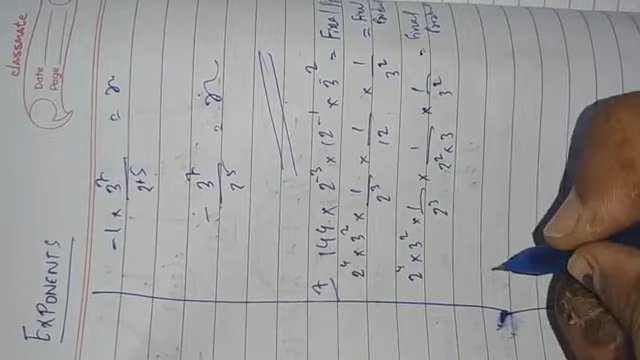 classmate
Date
Page
EXPONENTS
-1 × 3^7/2^+5 = x
- 3^7/2^5 = x
7 144 × 2^-3 × 12^-1 × 3^-2 = Final
2^4 × 3^2 × 1/2^3 × 1/12 × 1/3^2 =
2^4 × 3^2 × 1/2^3 × 1/2^2×3 × 1/3^2 = Final